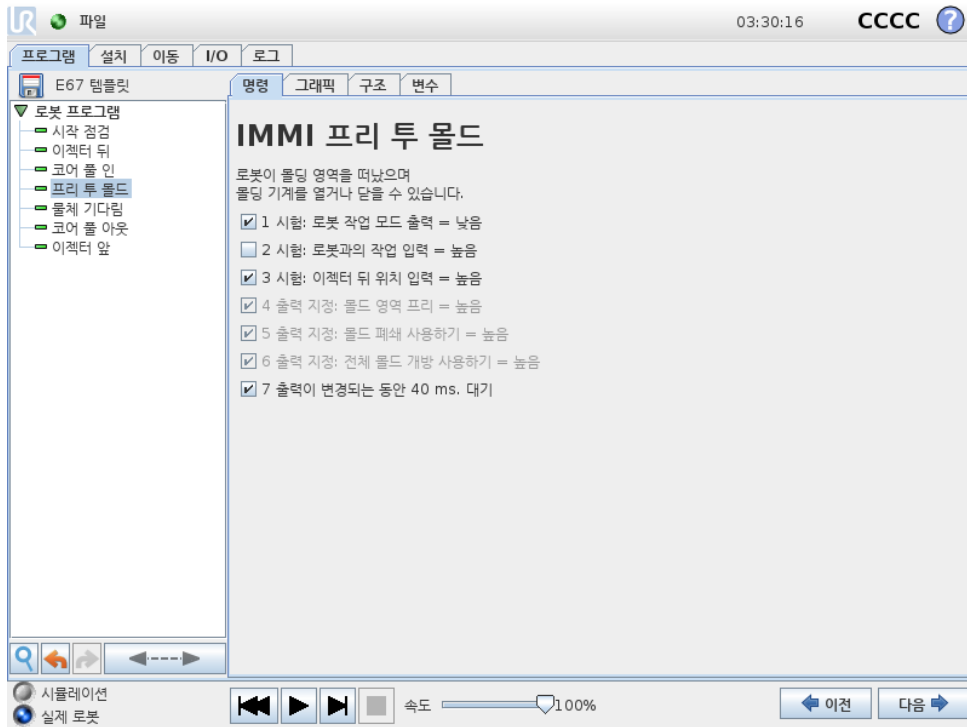 UR 파일 03:30:16 CCCC ?
프로그램 설치 이동 I/O 로그
E67 템플릿
명령 그래픽 구조 변수
로봇 프로그램
시작 점검
이젝터 뒤
코어 풀 인
프리 투 몰드
물체 기다림
코어 풀 아웃
이젝터 앞
IMMI 프리 투 몰드
로봇이 몰딩 영역을 떠났으며
몰딩 기계를 열거나 닫을 수 있습니다.
1 시험: 로봇 작업 모드 출력 = 낮음
2 시험: 로봇과의 작업 입력 = 높음
3 시험: 이젝터 뒤 위치 입력 = 높음
4 출력 지정: 몰드 영역 프리 = 높음
5 출력 지정: 몰드 폐쇄 사용하기 = 높음
6 출력 지정: 전체 몰드 개방 사용하기 = 높음
7 출력이 변경되는 동안 40 ms. 대기
시뮬레이션
실제 로봇
속도 100%
이전 다음